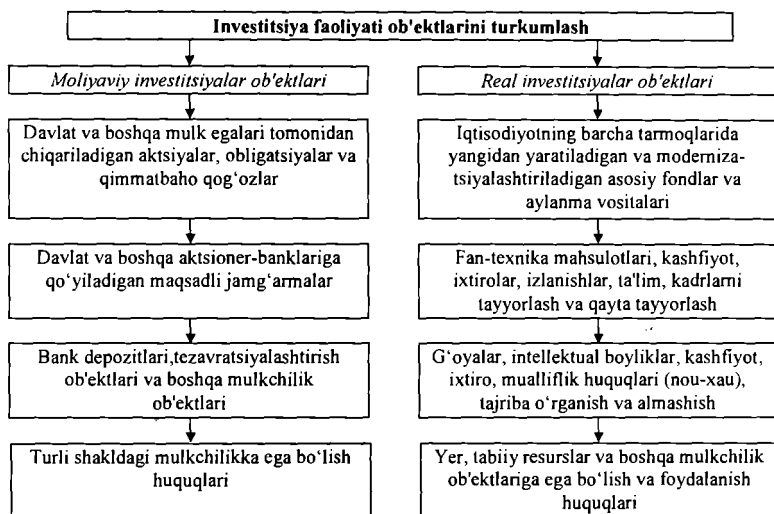 Investitsiya faoliyati ob'ektlarini turkumlash
Moliyaviy investitsiyalar ob'ektlari
Davlat va boshqa mulk egalari tomonidan
chiqariladigan aktsiyalar, obligatsiyalar va
qimmatbaho qog‘ozlar
Davlat va boshqa aktsioner-banklariga
qo‘yiladigan maqsadli jamg‘armalar
Bank depozitlari,tezavratsiyalashtirish
ob'ektlari va boshqa mulkchilik
ob'ektlari
Turli shakldagi mulkchilikka ega bo‘lish
huquqlari
Real investitsiyalar ob'ektlari
Iqtisodiyotning barcha tarmoqlarida
yangidan yaratiladigan va moderniza-
tsiyalashtiriladigan asosiy fondlar va
aylanma vositalari
Fan-texnika mahsulotlari, kashfiyot,
ixtirolar, izlanishlar, ta'lim, kadrlarni
tayyorlash va qayta tayyorlash
G‘oyalar, intellektual boyliklar, kashfiyot,
ixtiro, mualliflik huquqlari (nou-xau),
tajriba o‘rganish va almashish
Yer, tabiiy resurslar va boshqa mulkchilik
ob'ektlariga ega bo‘lish va foydalanish
huquqlari